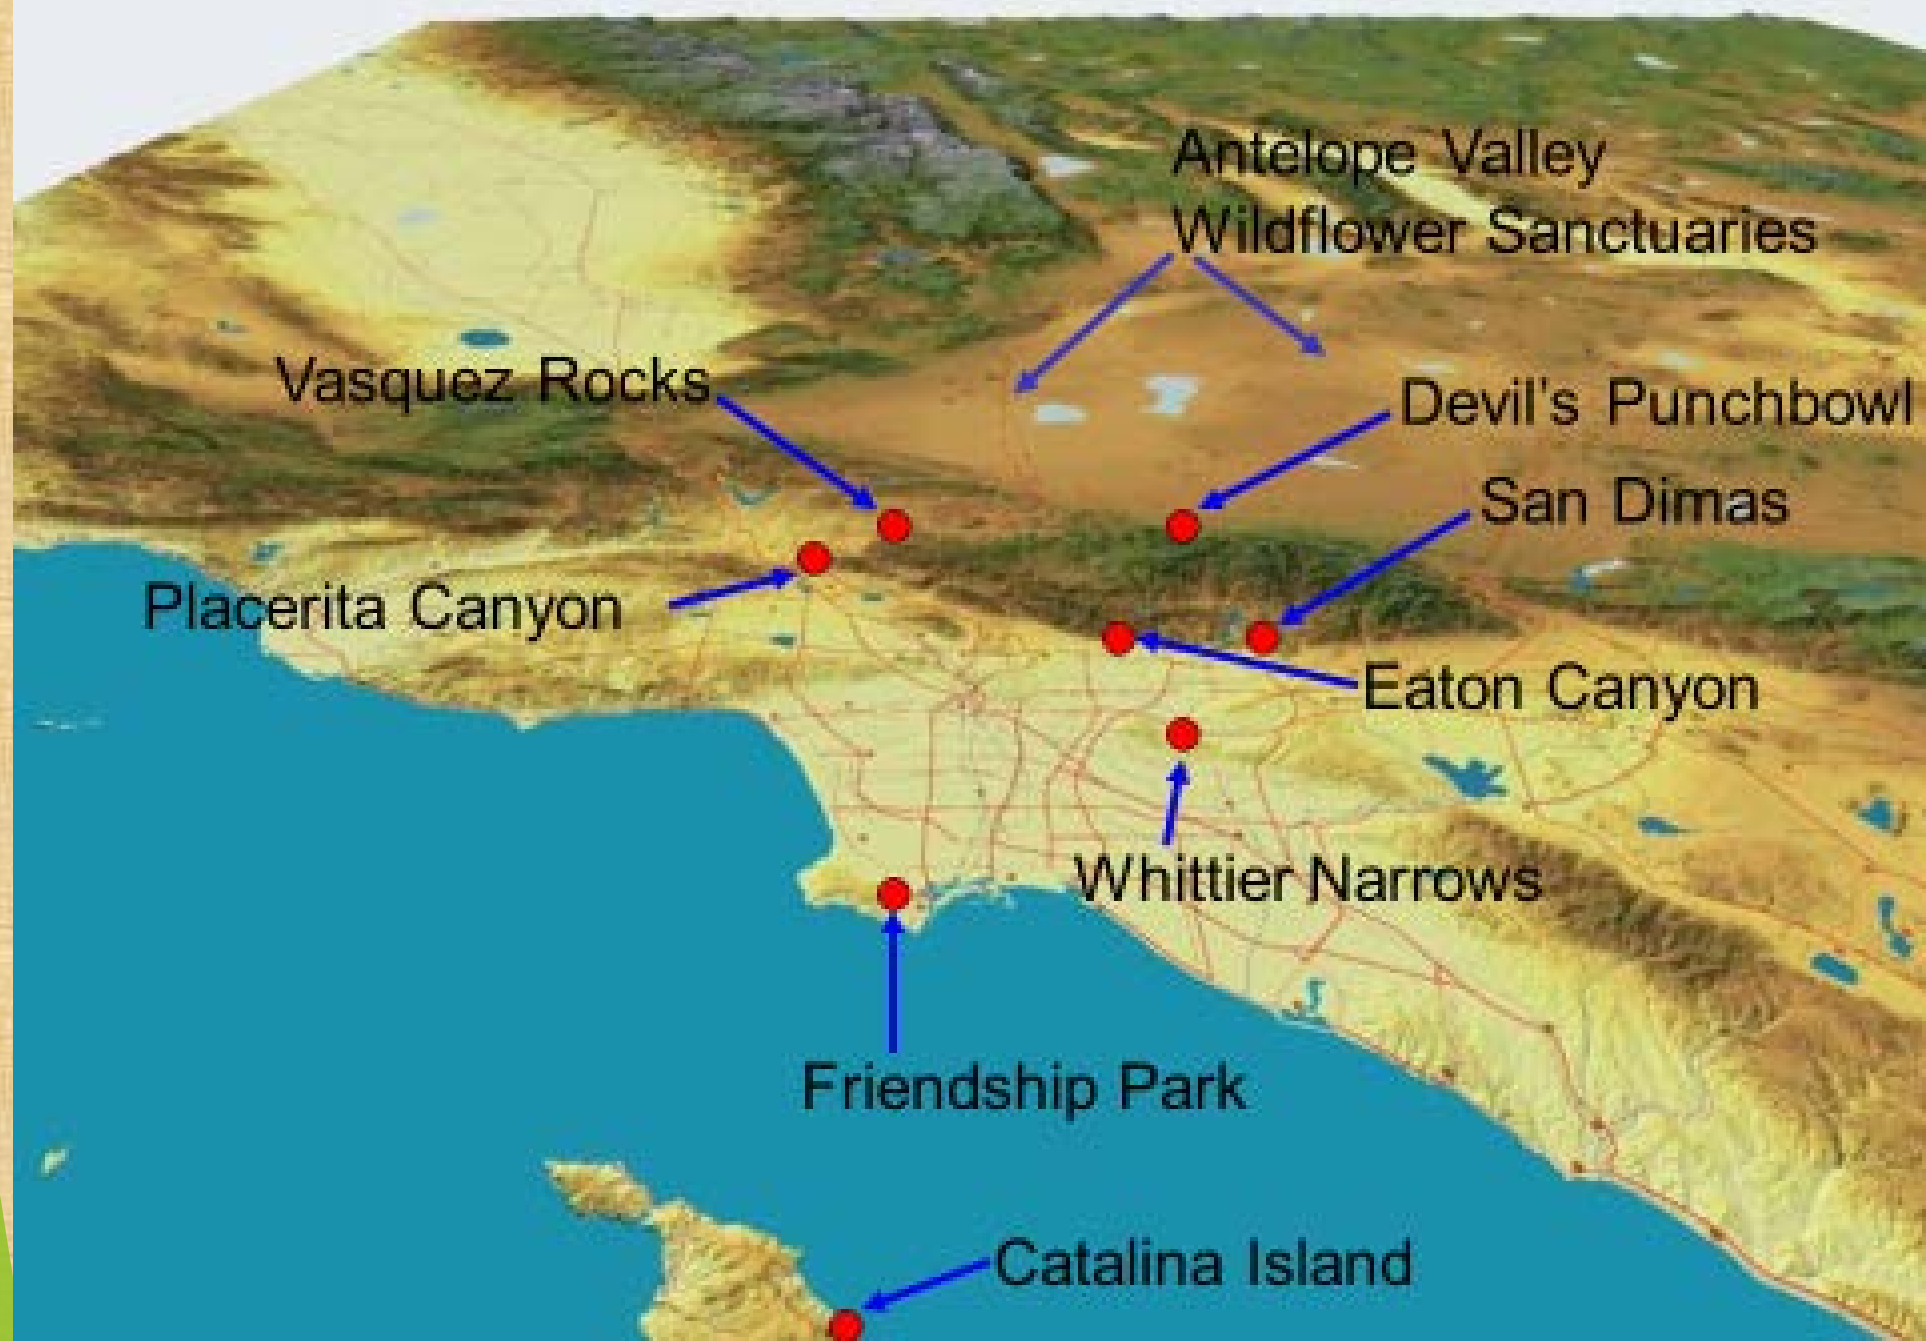 Antelope Valley
Wildflower Sanctuaries
Vasquez Rocks
Devil's Punchbowl
San Dimas
Placerita Canyon
Eaton Canyon
Whittier Narrows
Friendship Park
Catalina Island